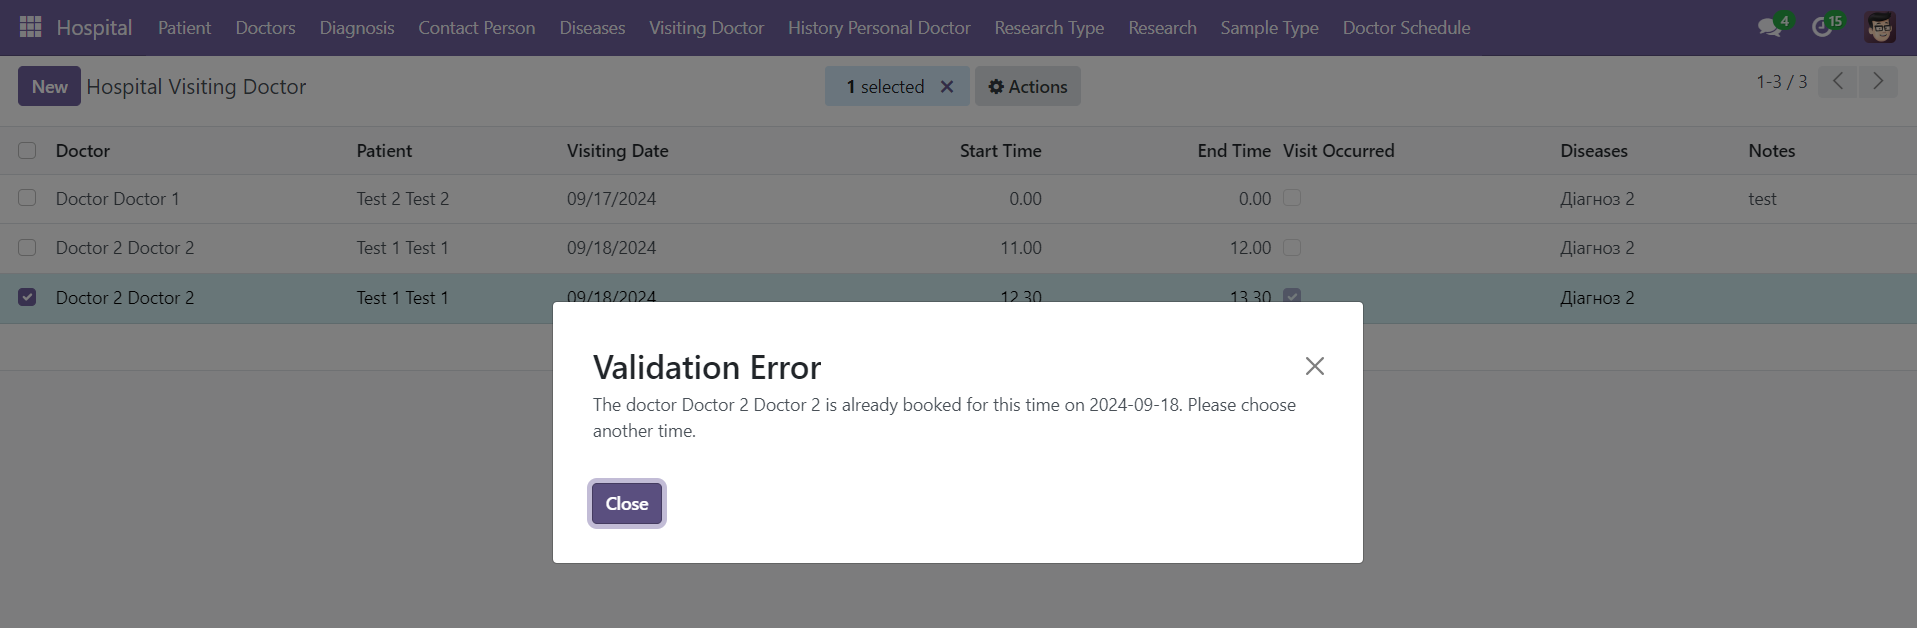 Hospital Patient Doctors Diagnosis Contact Person Diseases Visiting Doctor History Personal Doctor Research Type Research Sample Type Doctor Schedule 4 15
New Hospital Visiting Doctor 1 selected Actions 1-3 / 3
Doctor Patient Visiting Date Start Time End Time Visit Occurred Diseases Notes
Doctor Doctor 1 Test 2 Test 2 09/17/2024 0.00 0.00 Діагноз 2 test
Doctor 2 Doctor 2 Test 1 Test 1 09/18/2024 11.00 12.00 Діагноз 2
Doctor 2 Doctor 2 Test 1 Test 1 09/18/2024 12.30 13.30 Діагноз 2
Validation Error
The doctor Doctor 2 Doctor 2 is already booked for this time on 2024-09-18. Please choose
another time.
Close